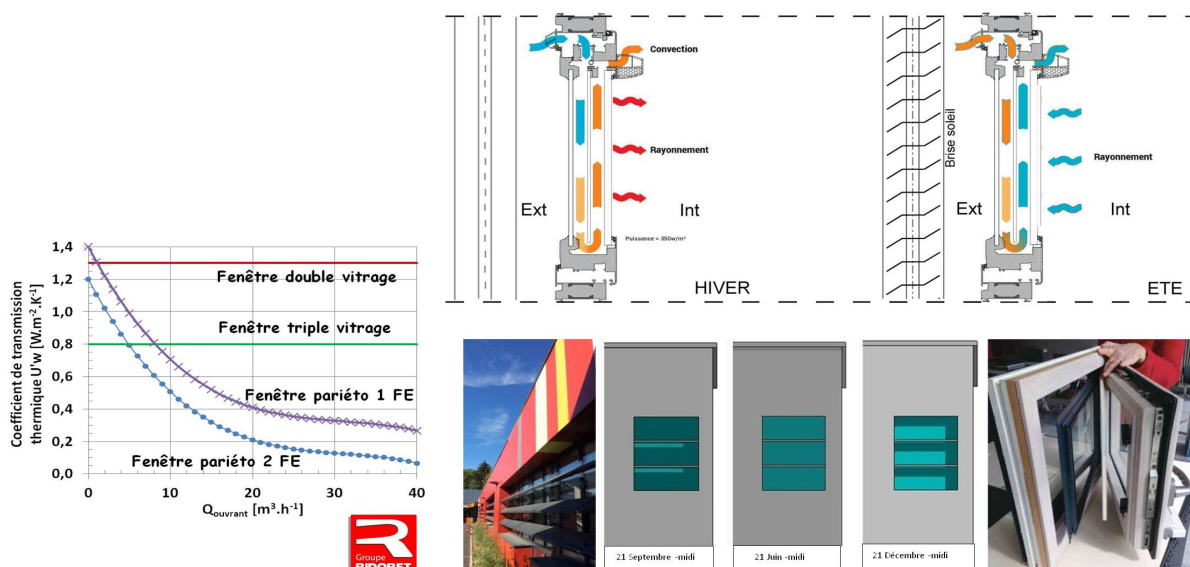 Convection
Rayonnement
Ext
Int
Puissance ≈ 350w/m²
HIVER
Brise soleil
Rayonnement
Ext
Int
ETE
Coefficient de transmission
thermique U'w [W.m-².K-¹]
1,4
1,2
1,0
0,8
0,6
0,4
0,2
0,0
Fenêtre double vitrage
Fenêtre triple vitrage
Fenêtre pariéto 1 FE
Fenêtre pariéto 2 FE
0
10
20
30
40
Qouvrant [m³.h-¹]
Groupe
RIDORET
21 Septembre -midi
21 Juin -midi
21 Décembre -midi